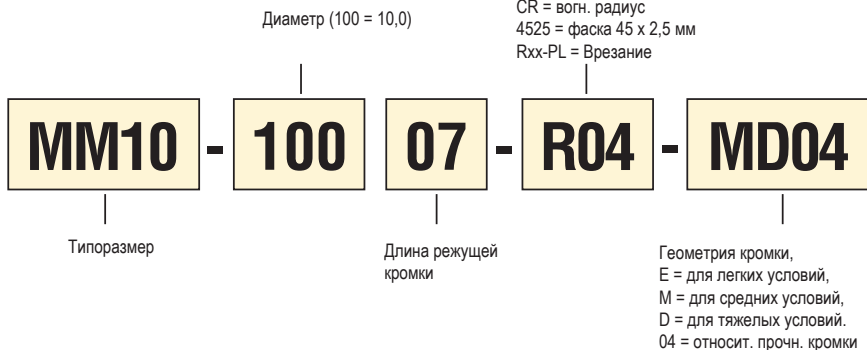 Диаметр (100 = 10,0)
CR = вогн. радиус
4525 = фаска 45 x 2,5 мм
Rxx-PL = Врезание
MM10 - 100 07 - R04 - MD04
Типоразмер
Длина режущей
кромки
Геометрия кромки,
E = для легких условий,
M = для средних условий,
D = для тяжелых условий.
04 = относит. прочн. кромки